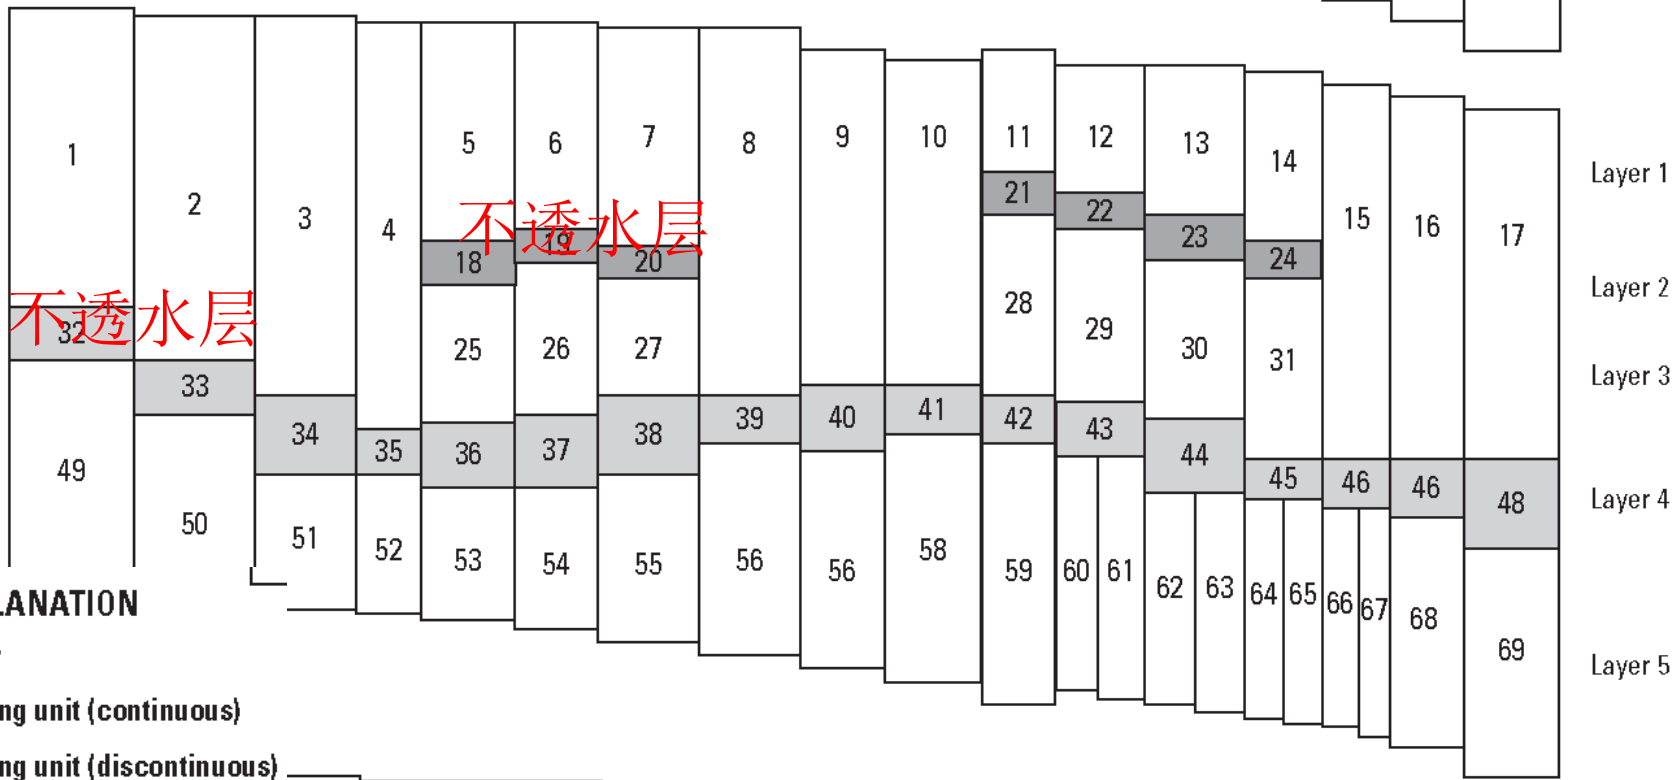 1 2 3 4 5 6 7 8 9 10 11 12 13 14 15 16 17 Layer 1
不透水层
18 19 20 21 22 23 24
25 26 27 28 29 30 31 Layer 2
不透水层
32 33 34 35 36 37 38 39 40 41 42 43 44 45 46 46 48 Layer 3
49 50 51 52 53 54 55 56 56 58 59 60 61 62 63 64 65 66 67 68 69 Layer 4
Layer 5
LANATION
ng unit (continuous)
ng unit (discontinuous)